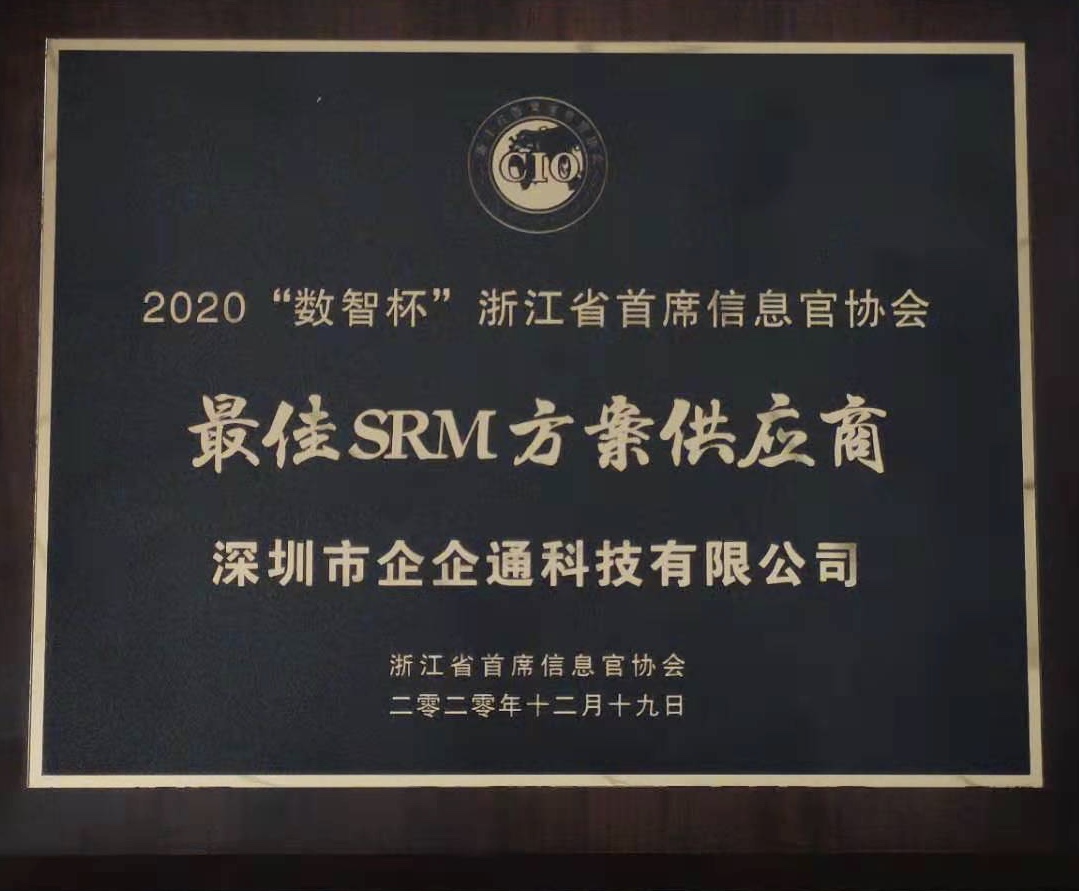 CIO
2020“数智杯”浙江省首席信息官协会
最佳SRM方案供应商
深圳市企企通科技有限公司
浙江省首席信息官协会
二零二零年十二月十九日